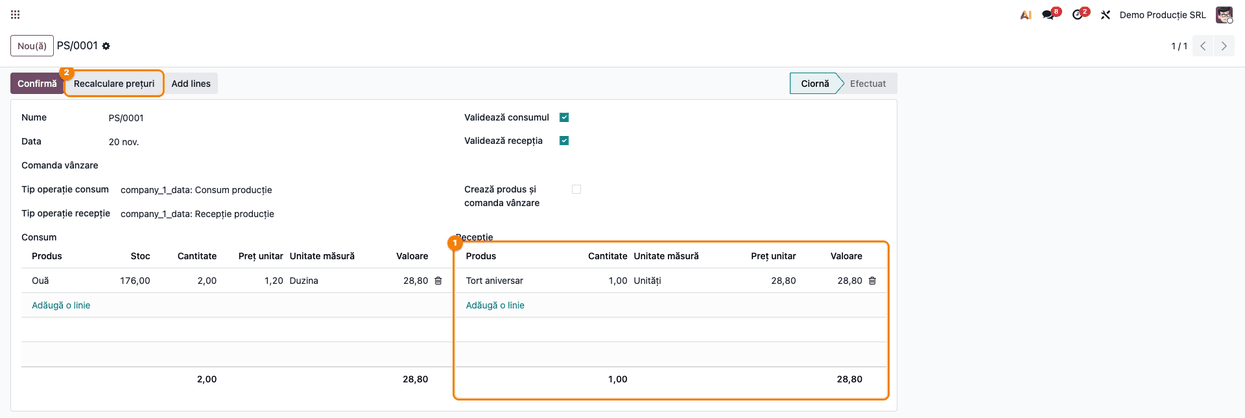 AI 8 2 Demo Producție SRL
Nou(ă) PS/0001 1 / 1
2
Confirmă Recalculare prețuri Add lines Ciornă Efectuat
Nume PS/0001 Validează consumul
Data 20 nov. Validează recepția
Comanda vânzare
Tip operație consum company_1_data: Consum producție Crează produs și
comanda vânzare
Tip operație recepție company_1_data: Recepție producție
Consum Recepție
1
Produs Stoc Cantitate Preț unitar Unitate măsură Valoare Produs Cantitate Unitate măsură Preț unitar Valoare
Ouă 176,00 2,00 1,20 Duzina 28,80 Tort aniversar 1,00 Unități 28,80 28,80
Adăugă o linie Adăugă o linie
2,00 28,80 1,00 28,80